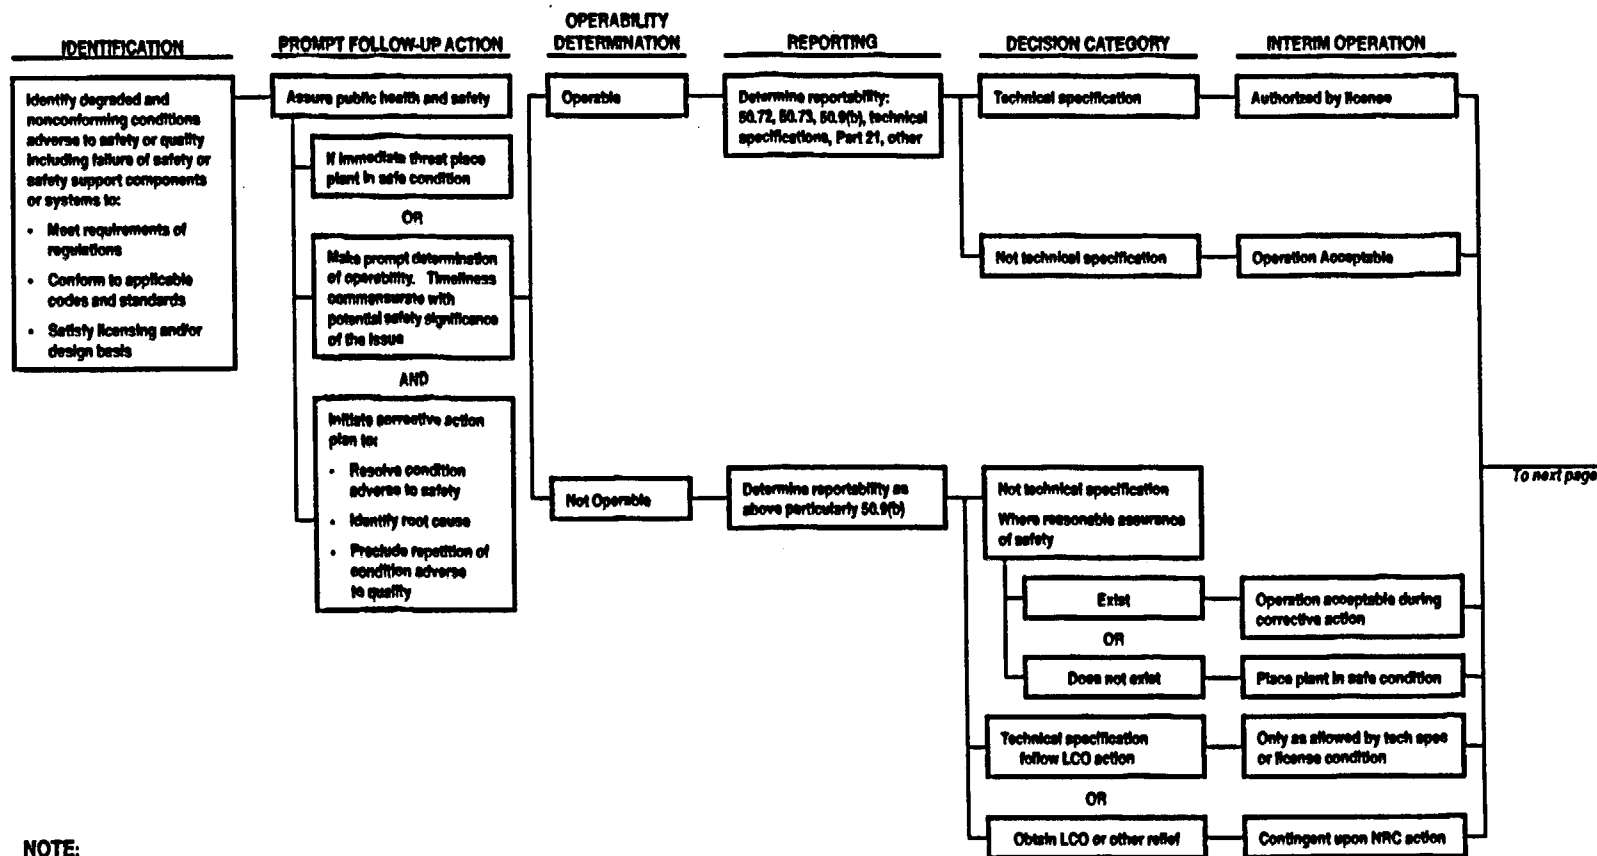 OPERABILITY
IDENTIFICATION
PROMPT FOLLOW-UP ACTION
DETERMINATION
REPORTING
DECISION CATEGORY
INTERIM OPERATION
Identify degraded and
nonconforming conditions
adverse to safety or quality
including failure of safety or
safety support components
or systems to:
• Meet requirements of
regulations
• Conform to applicable
codes and standards
• Satisfy licensing and/or
design basis
Assure public health and safety
If immediate threat place
plant in safe condition
OR
Make prompt determination
of operability. Timeliness
commensurate with
potential safety significance
of the issue
AND
Initiate corrective action
plan to:
• Resolve condition
adverse to safety
• Identify root cause
• Preclude repetition of
condition adverse
to quality
Operable
Not Operable
Determine reportability:
50.72, 50.73, 50.9(b), technical
specifications, Part 21, other
Determine reportability as
above particularly 50.9(b)
Technical specification
Not technical specification
Not technical specification
Where reasonable assurance
of safety
Exist
OR
Does not exist
Technical specification
follow LCO action
OR
Obtain LCO or other relief
Authorized by license
Operation Acceptable
Operation acceptable during
corrective action
Place plant in safe condition
Only as allowed by tech spec
or license condition
Contingent upon NRC action
To next page
NOTE: